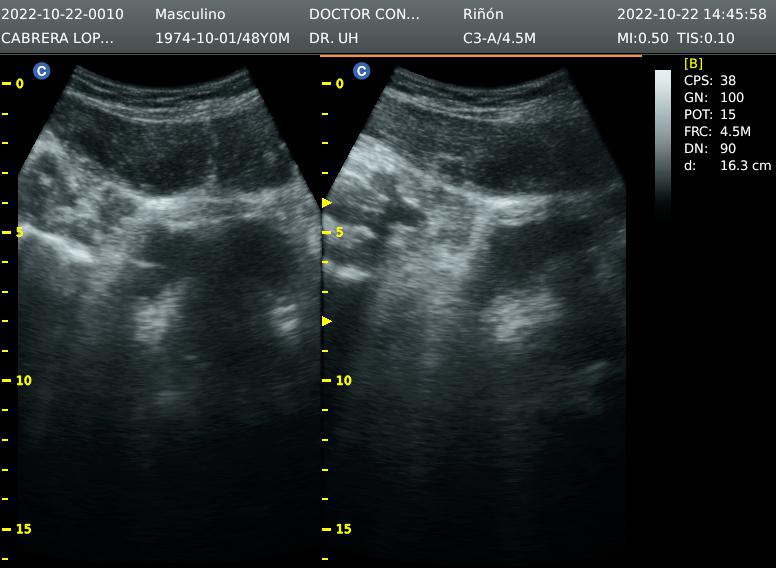 2022-10-22-0010 Masculino DOCTOR CON... Riñón 2022-10-22 14:45:58
CABRERA LOP... 1974-10-01/48Y0M DR. UH C3-A/4.5M MI:0.50 TIS:0.10
C C [B]
0 0 CPS: 38
GN: 100
POT: 15
FRC: 4.5M
DN: 90
d: 16.3 cm
5 5
10 10
15 15